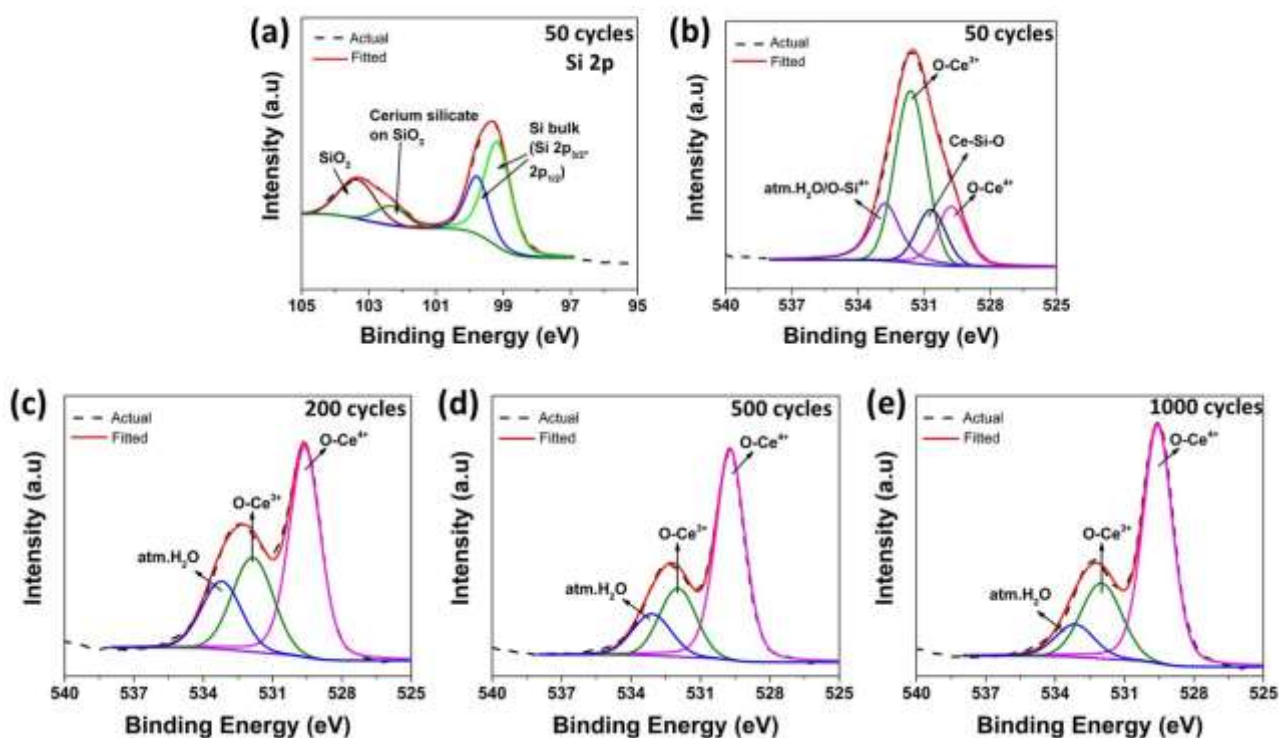 (a)
Actual
Fitted
50 cycles
Si 2p
Cerium silicate
on SiO₂
SiO₂
Si bulk
(Si 2p₃/₂,
2p₁/₂)
Intensity (a.u)
105 103 101 99 97 95
Binding Energy (eV)
(b)
Actual
Fitted
50 cycles
O-Ce³⁺
Ce-Si-O
atm.H₂O/O-Si⁴⁺
O-Ce⁴⁺
Intensity (a.u)
540 537 534 531 528 525
Binding Energy (eV)
(c)
Actual
Fitted
200 cycles
O-Ce⁴⁺
O-Ce³⁺
atm.H₂O
Intensity (a.u)
540 537 534 531 528 525
Binding Energy (eV)
(d)
Actual
Fitted
500 cycles
O-Ce⁴⁺
O-Ce³⁺
atm.H₂O
Intensity (a.u)
540 537 534 531 528 525
Binding Energy (eV)
(e)
Actual
Fitted
1000 cycles
O-Ce⁴⁺
O-Ce³⁺
atm.H₂O
Intensity (a.u)
540 537 534 531 528 525
Binding Energy (eV)